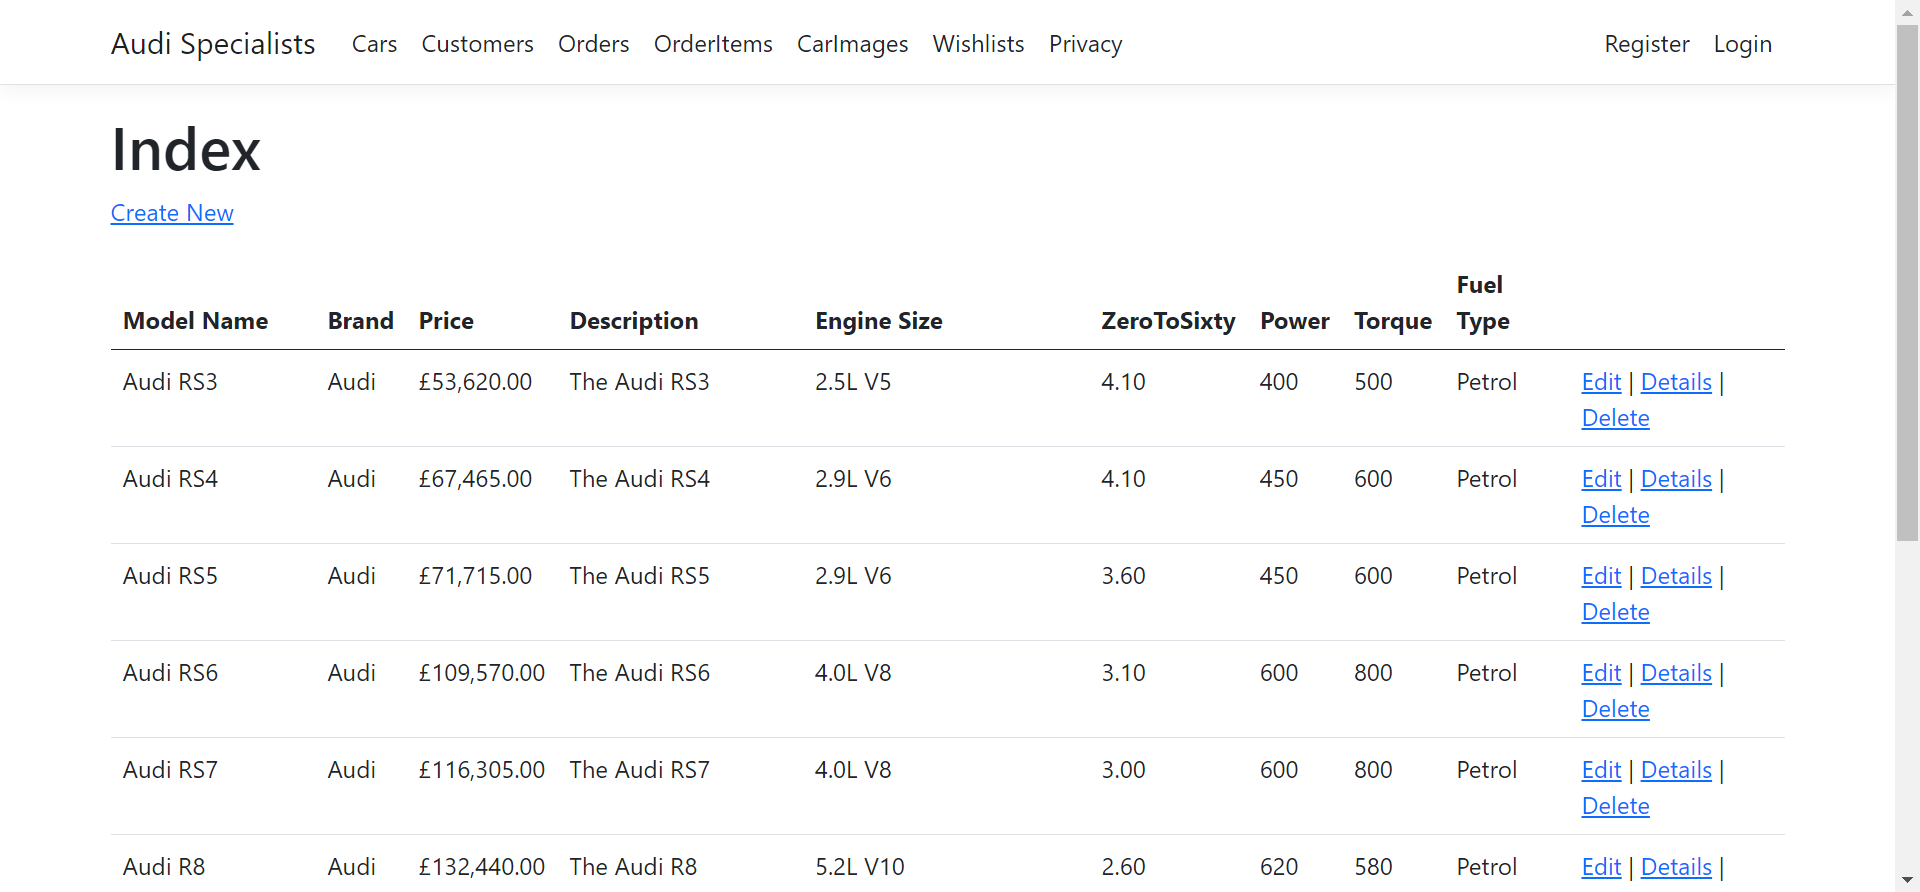 Audi Specialists Cars Customers Orders OrderItems CarImages Wishlists Privacy Register Login
Index
Create New
Model Name Brand Price Description Engine Size ZeroToSixty Power Torque Fuel Type
Audi RS3 Audi £53,620.00 The Audi RS3 2.5L V5 4.10 400 500 Petrol Edit | Details |
Delete
Audi RS4 Audi £67,465.00 The Audi RS4 2.9L V6 4.10 450 600 Petrol Edit | Details |
Delete
Audi RS5 Audi £71,715.00 The Audi RS5 2.9L V6 3.60 450 600 Petrol Edit | Details |
Delete
Audi RS6 Audi £109,570.00 The Audi RS6 4.0L V8 3.10 600 800 Petrol Edit | Details |
Delete
Audi RS7 Audi £116,305.00 The Audi RS7 4.0L V8 3.00 600 800 Petrol Edit | Details |
Delete
Audi R8 Audi £132,440.00 The Audi R8 5.2L V10 2.60 620 580 Petrol Edit | Details |